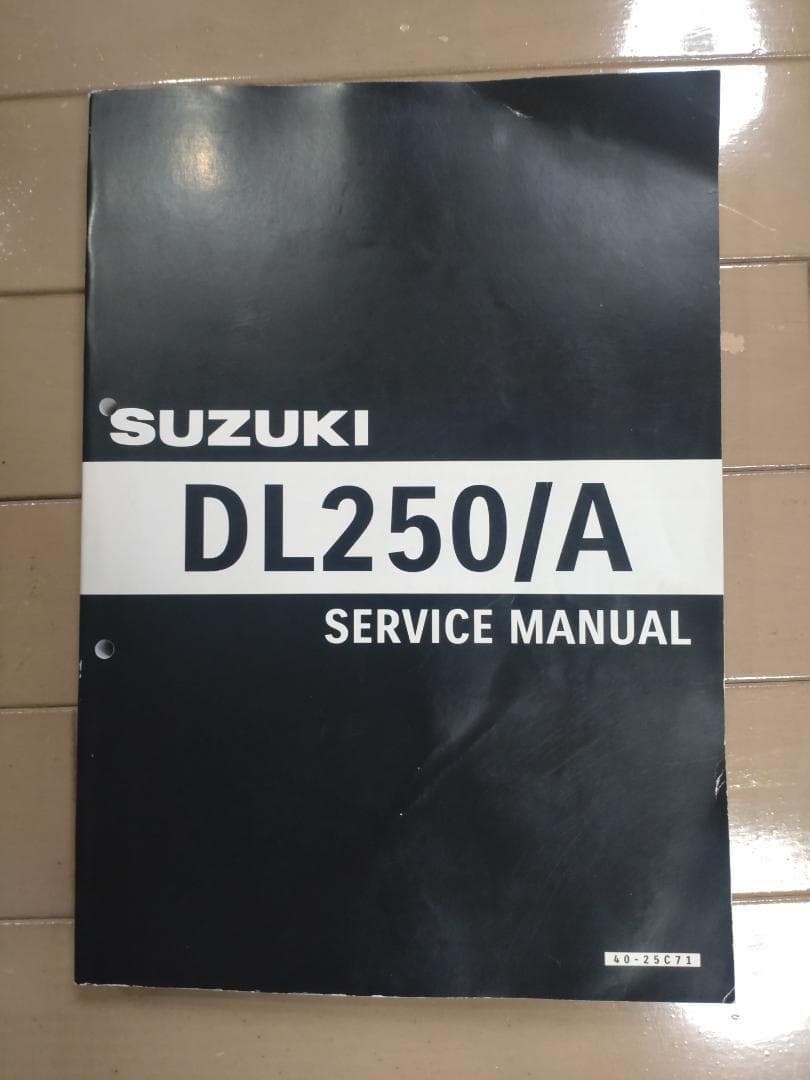 SUZUKI
DL250/A
SERVICE MANUAL
40-25C71